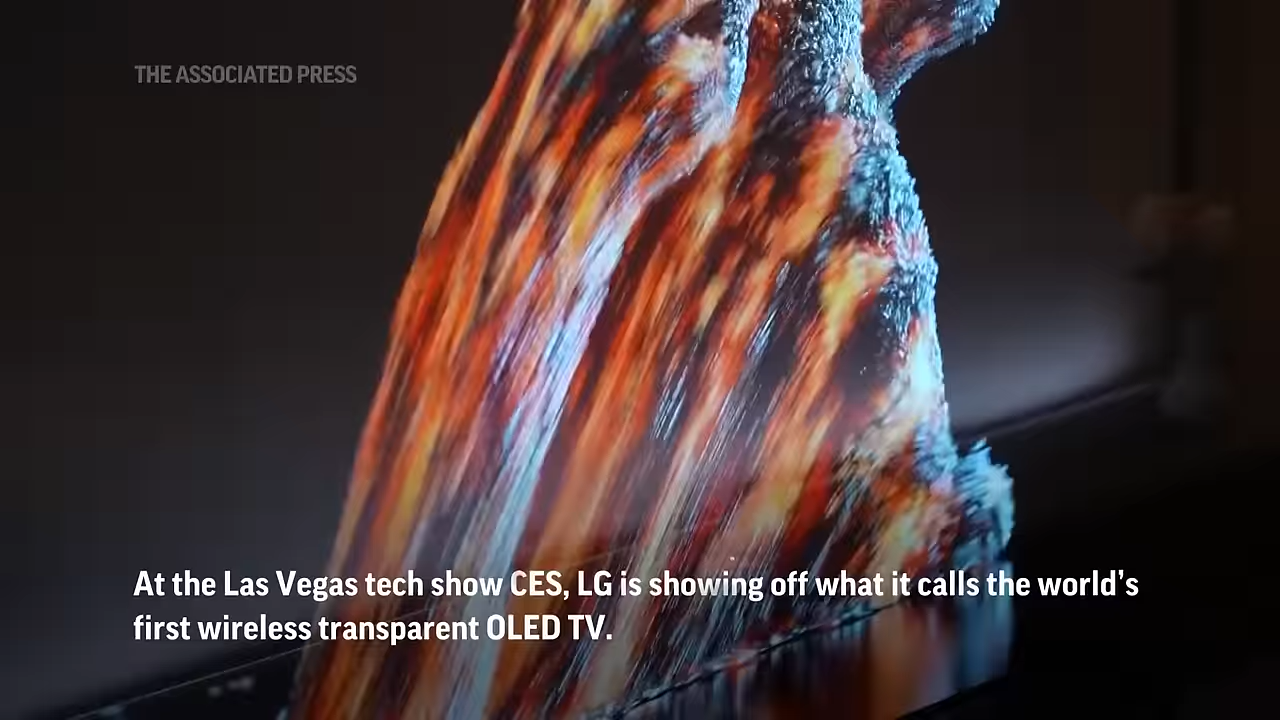 THE ASSOCIATED PRESS
At the Las Vegas tech show CES, LG is showing off what it calls the world's
first wireless transparent OLED TV.